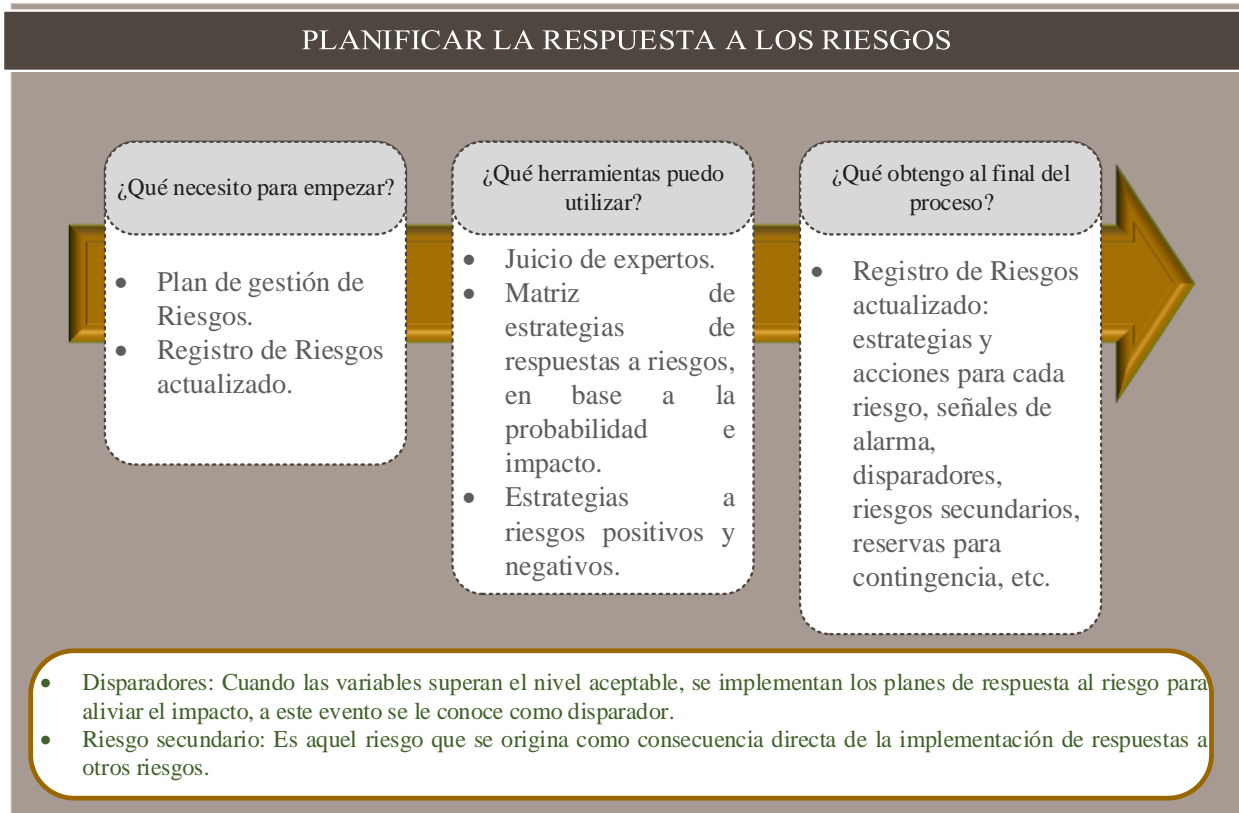 PLANIFICAR LA RESPUESTA A LOS RIESGOS
¿Qué necesito para empezar?
• Plan de gestión de
Riesgos.
• Registro de Riesgos
actualizado.
¿Qué herramientas puedo
utilizar?
• Juicio de expertos.
• Matriz de
estrategias de
respuestas a riesgos,
en base a la
probabilidad e
impacto.
• Estrategias a
riesgos positivos y
negativos.
¿Qué obtengo al final del
proceso?
• Registro de Riesgos
actualizado:
estrategias y
acciones para cada
riesgo, señales de
alarma,
disparadores,
riesgos secundarios,
reservas para
contingencia, etc.
• Disparadores: Cuando las variables superan el nivel aceptable, se implementan los planes de respuesta al riesgo para
aliviar el impacto, a este evento se le conoce como disparador.
• Riesgo secundario: Es aquel riesgo que se origina como consecuencia directa de la implementación de respuestas a
otros riesgos.